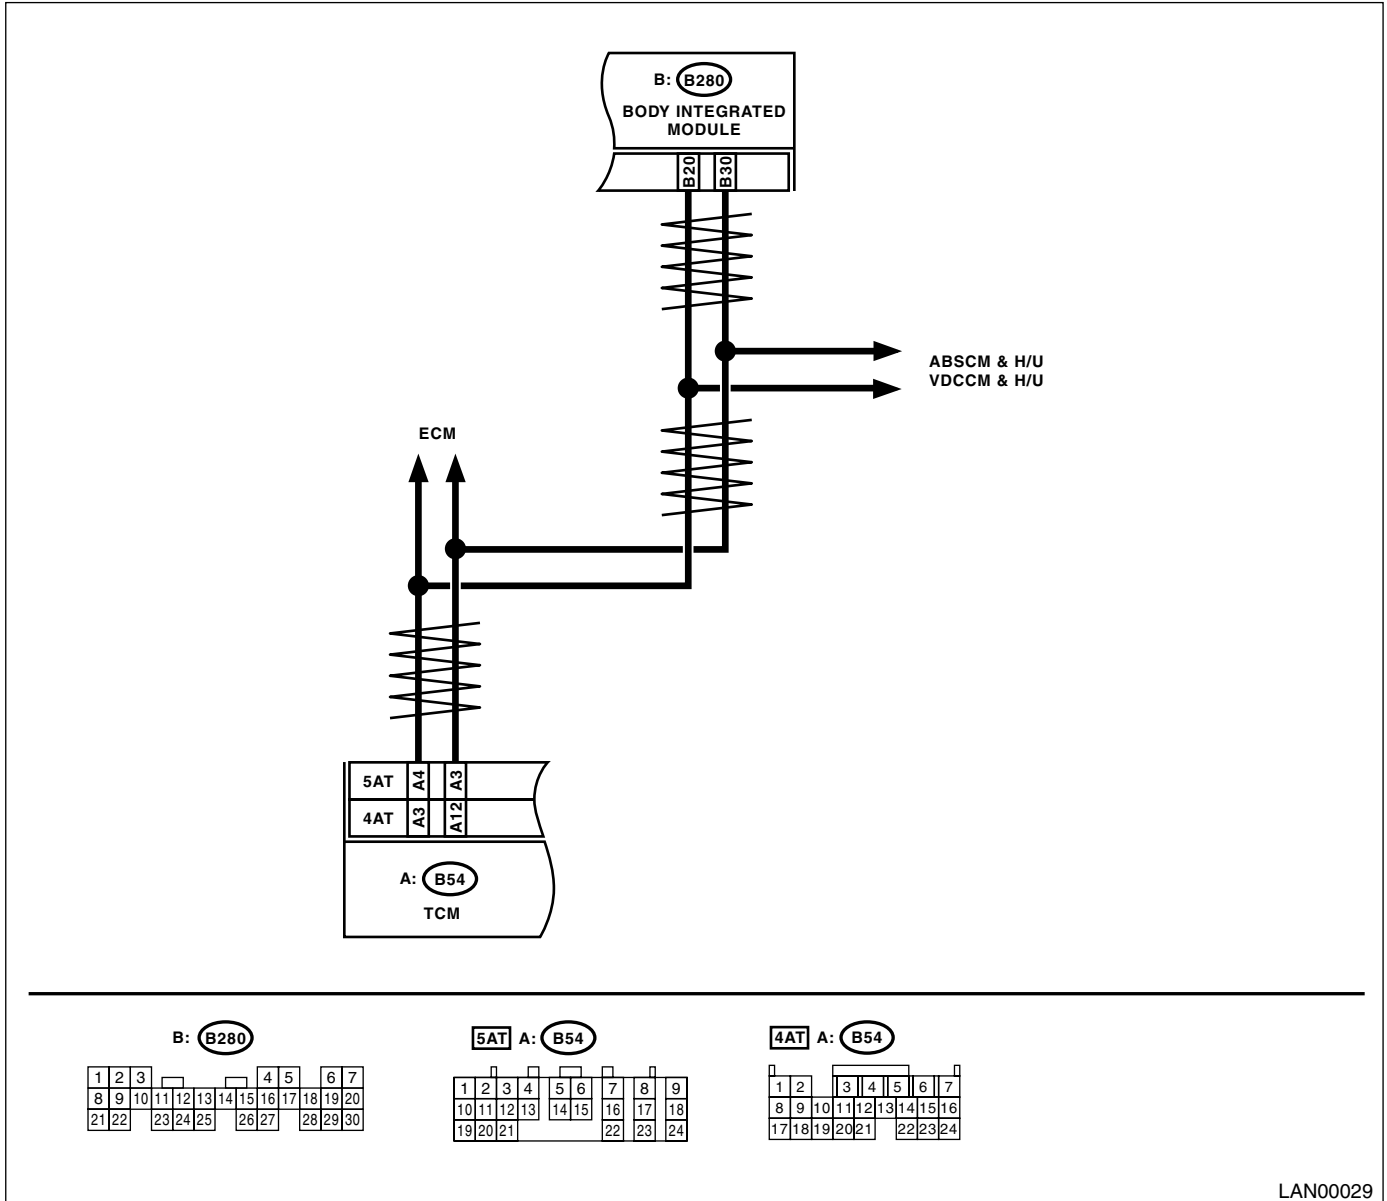 B: B280
BODY INTEGRATED
MODULE
B20 B30
ABSCM & H/U
VDCCM & H/U
ECM
5AT A4 A3
4AT A3 A12
A: B54
TCM
B: B280
1 2 3 4 5 6 7
8 9 10 11 12 13 14 15 16 17 18 19 20
21 22 23 24 25 26 27 28 29 30
5AT A: B54
1 2 3 4 5 6 7 8 9
10 11 12 13 14 15 16 17 18
19 20 21 22 23 24
4AT A: B54
1 2 3 4 5 6 7
8 9 10 11 12 13 14 15 16
17 18 19 20 21 22 23 24
LAN00029